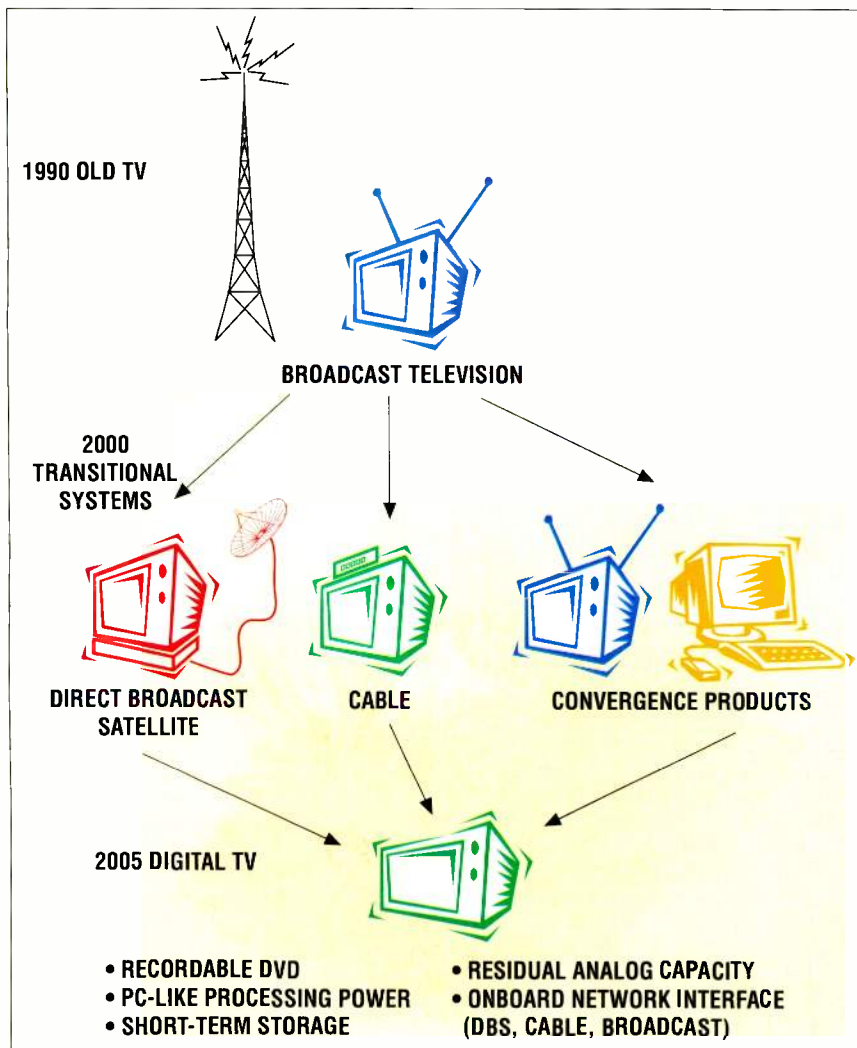 1990 OLD TV
BROADCAST TELEVISION
2000
TRANSITIONAL
SYSTEMS
DIRECT BROADCAST
SATELLITE
CABLE
CONVERGENCE PRODUCTS
2005 DIGITAL TV
• RECORDABLE DVD
• PC-LIKE PROCESSING POWER
• SHORT-TERM STORAGE
• RESIDUAL ANALOG CAPACITY
• ONBOARD NETWORK INTERFACE
(DBS, CABLE, BROADCAST)